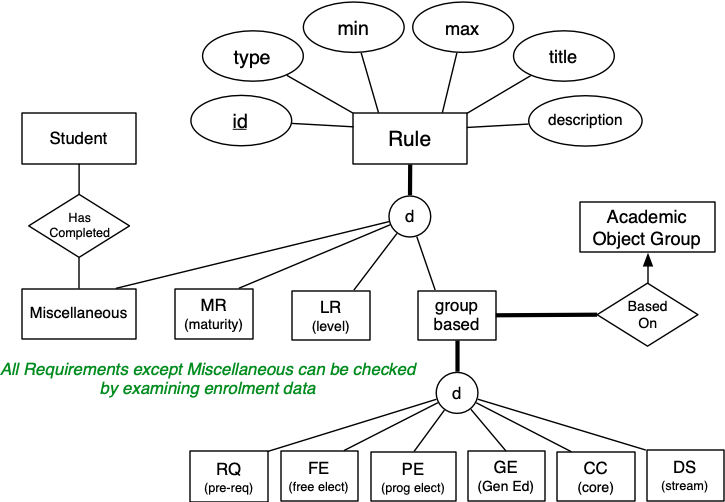 min
max
type
title
id
description
Rule
Student
d
Has
Completed
Academic
Object Group
Miscellaneous
MR
(maturity)
LR
(level)
group
based
Based
On
All Requirements except Miscellaneous can be checked
by examining enrolment data
d
RQ
(pre-req)
FE
(free elect)
PE
(prog elect)
GE
(Gen Ed)
CC
(core)
DS
(stream)